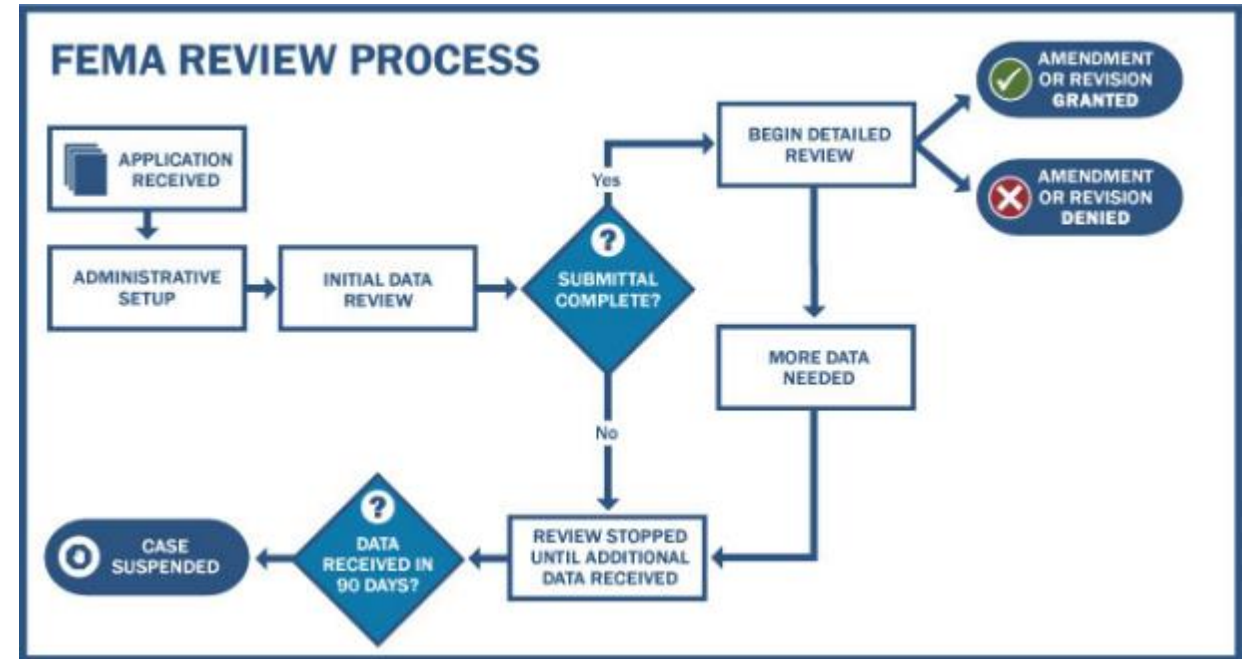 FEMA REVIEW PROCESS
APPLICATION
RECEIVED
ADMINISTRATIVE
SETUP
INITIAL DATA
REVIEW
?
SUBMITTAL
COMPLETE?
Yes
BEGIN DETAILED
REVIEW
AMENDMENT
OR REVISION
GRANTED
AMENDMENT
OR REVISION
DENIED
MORE DATA
NEEDED
No
REVIEW STOPPED
UNTIL ADDITIONAL
DATA RECEIVED
?
DATA
RECEIVED IN
90 DAYS?
CASE
SUSPENDED